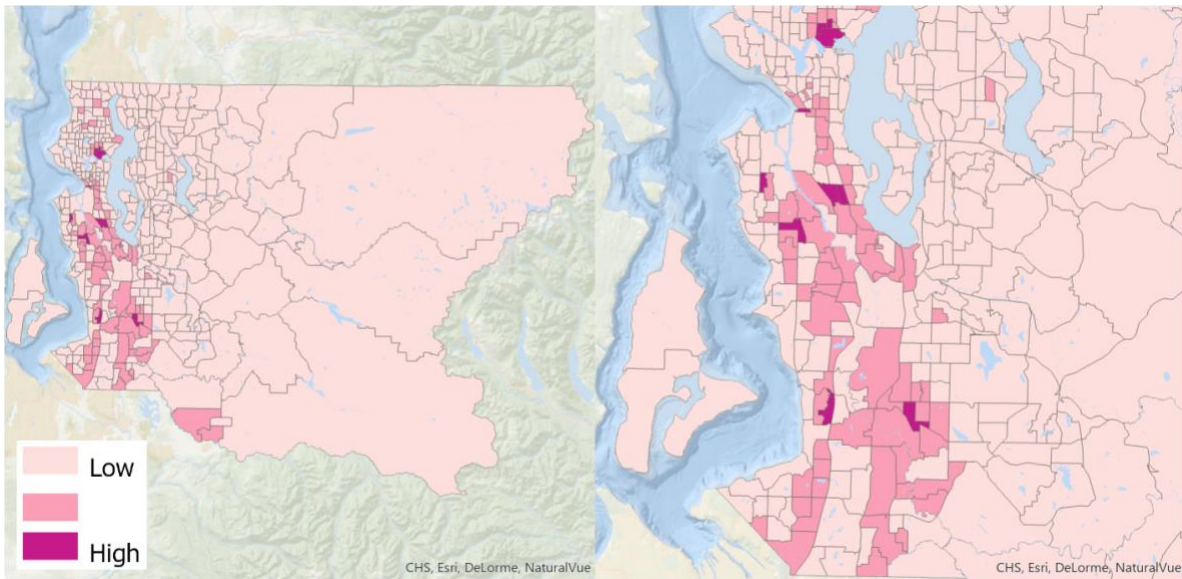 Low
High
CHS, Esri, DeLorme, NaturalVue
CHS, Esri, DeLorme, NaturalVue